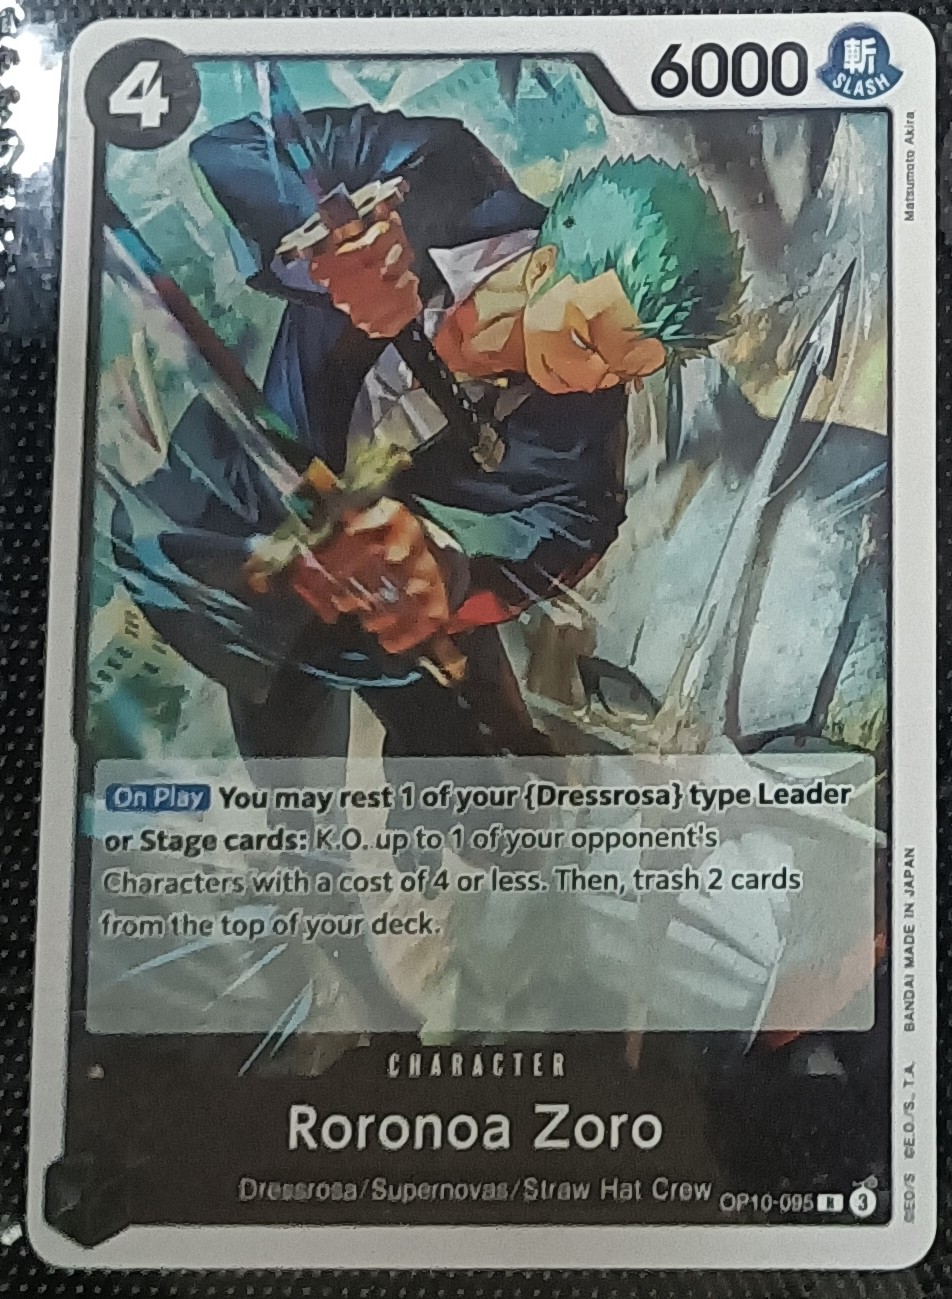 4
6000
斬
SLASH
Matsumoto Akira
On Play You may rest 1 of your {Dressrosa} type Leader
or Stage cards: K.O. up to 1 of your opponent's
Characters with a cost of 4 or less. Then, trash 2 cards
from the top of your deck.
CHARACTER
Roronoa Zoro
Dressrosa/Supernovas/Straw Hat Crew
OP10-095
3
©EO/S ©E.O./S., T.A. BANDAI MADE IN JAPAN